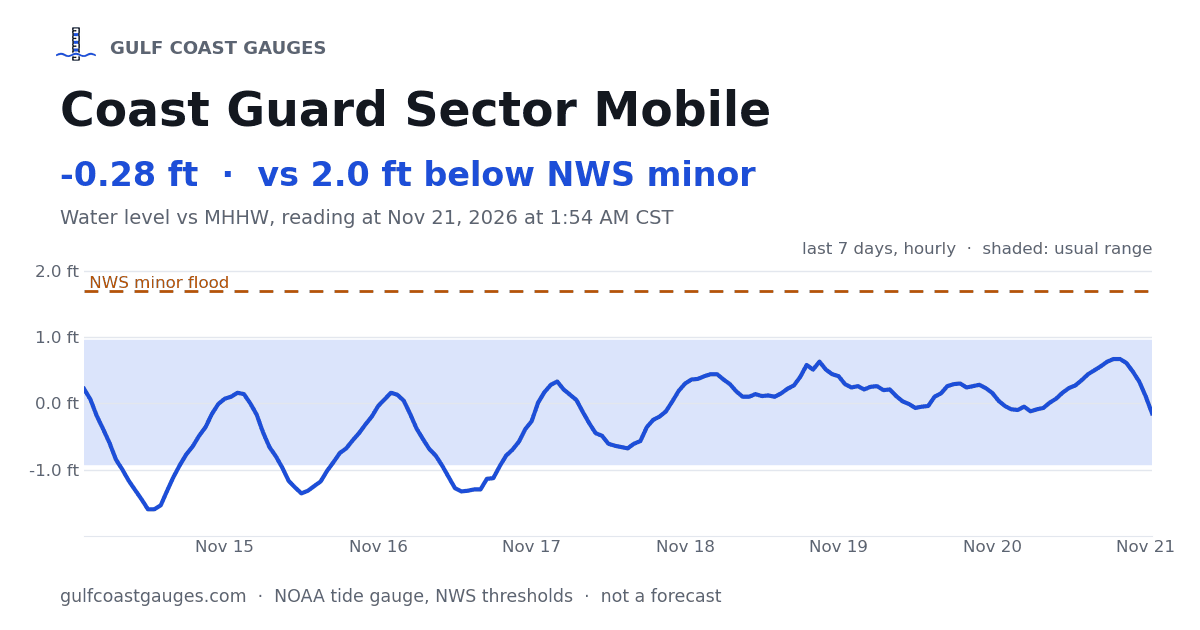 GULF COAST GAUGES
Coast Guard Sector Mobile
-0.28 ft · vs 2.0 ft below NWS minor
Water level vs MHHW, reading at Nov 21, 2026 at 1:54 AM CST
last 7 days, hourly · shaded: usual range
2.0 ft
NWS minor flood
1.0 ft
0.0 ft
-1.0 ft
Nov 15 Nov 16 Nov 17 Nov 18 Nov 19 Nov 20 Nov 21
gulfcoastgauges.com · NOAA tide gauge, NWS thresholds · not a forecast